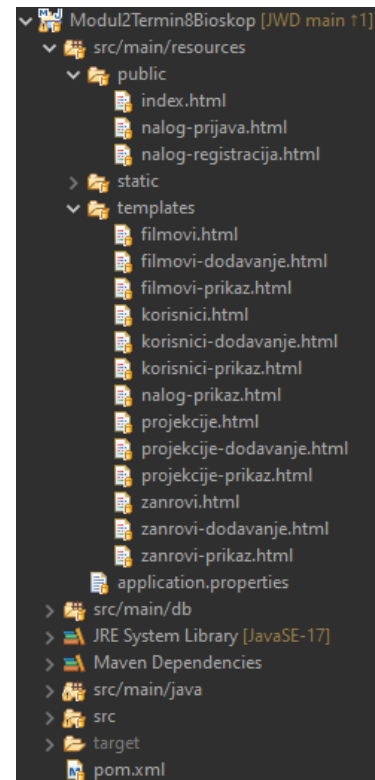 Modul2Termin8Bioskop [JWD main ↑1]
src/main/resources
public
index.html
nalog-prijava.html
nalog-registracija.html
static
templates
filmovi.html
filmovi-dodavanje.html
filmovi-prikaz.html
korisnici.html
korisnici-dodavanje.html
korisnici-prikaz.html
nalog-prikaz.html
projekcije.html
projekcije-dodavanje.html
projekcije-prikaz.html
zanrovi.html
zanrovi-dodavanje.html
zanrovi-prikaz.html
application.properties
src/main/db
JRE System Library [JavaSE-17]
Maven Dependencies
src/main/java
src
target
pom.xml